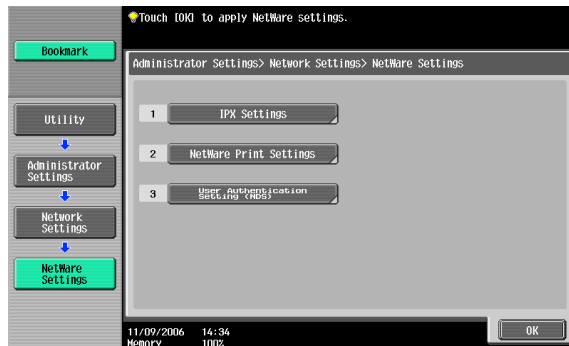 Touch [OK] to apply NetWare settings.
Bookmark
Administrator Settings> Network Settings> NetWare Settings
Utility
Administrator
Settings
Network
Settings
NetWare
Settings
1 IPX Settings
2 NetWare Print Settings
3 User Authentication
Setting (NDS)
11/09/2006 14:34
Memory 100%
OK